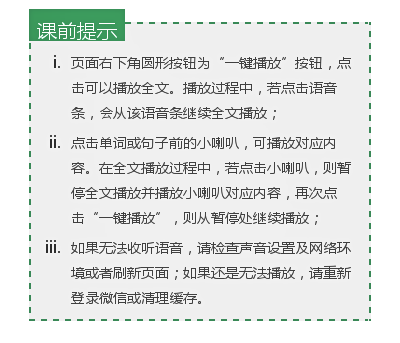 课前提示
i. 页面右下角圆形按钮为“一键播放”按钮，点
击可以播放全文。播放过程中，若点击语音
条，会从该语音条继续全文播放；
ii. 点击单词或句子前的小喇叭，可播放对应内
容。在全文播放过程中，若点击小喇叭，则暂
停全文播放并播放小喇叭对应内容，再次点
击“一键播放”，则从暂停处继续播放；
iii. 如果无法收听语音，请检查声音设置及网络环
境或者刷新页面；如果还是无法播放，请重新
登录微信或清理缓存。